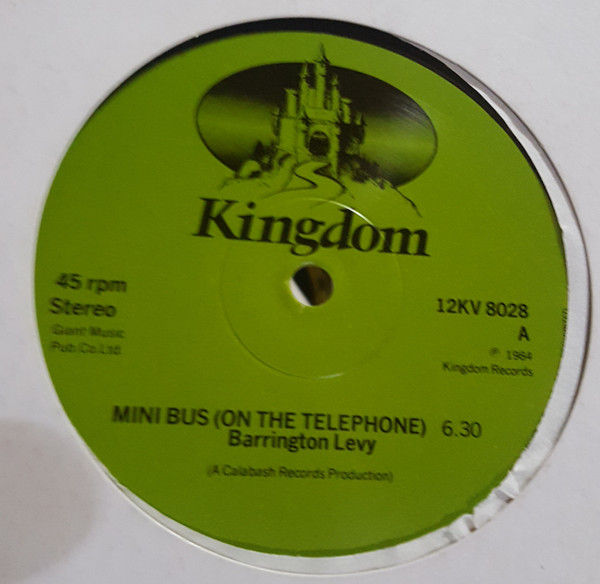 Kingdom
45 rpm
Stereo
Giant Music
Pub. Co. Ltd.
12KV 8028
A
℗ 1984
Kingdom Records
MINI BUS (ON THE TELEPHONE) 6.30
Barrington Levy
(A Calabash Records Production)